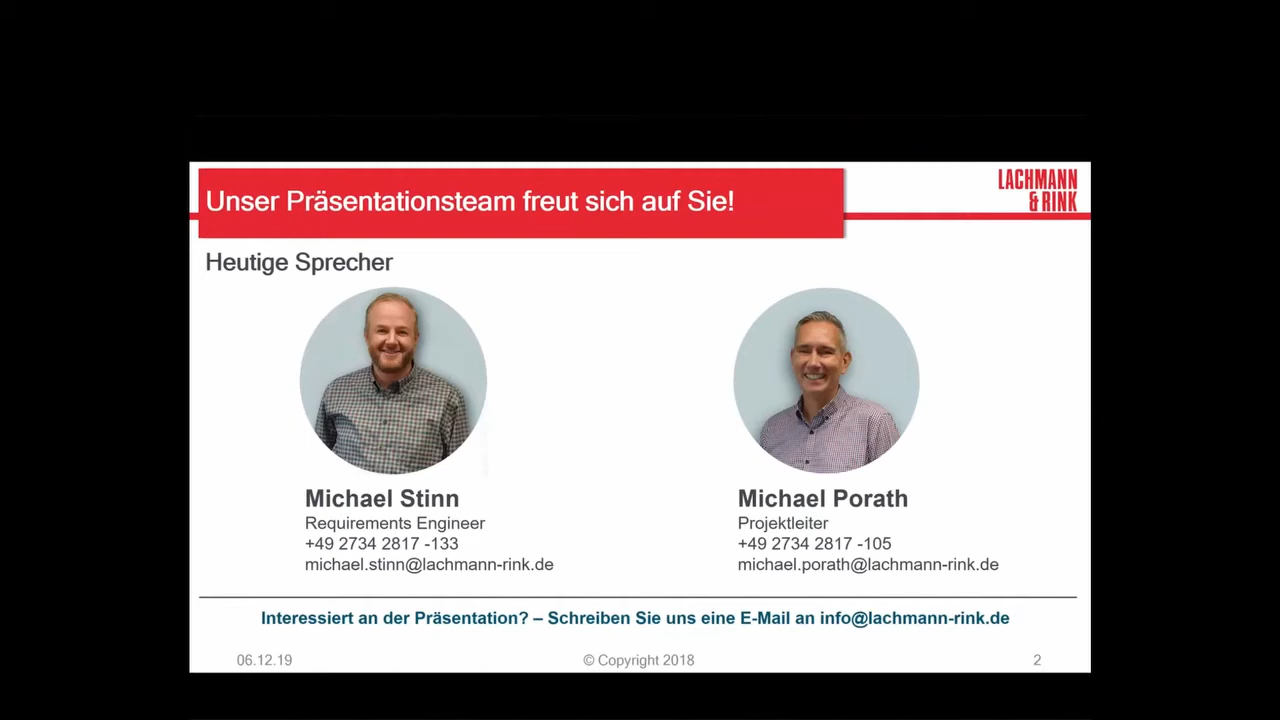 Unser Präsentationsteam freut sich auf Sie!
LACHMANN
& RINK
Heutige Sprecher
Michael Stinn
Requirements Engineer
+49 2734 2817 -133
michael.stinn@lachmann-rink.de
Michael Porath
Projektleiter
+49 2734 2817 -105
michael.porath@lachmann-rink.de
Interessiert an der Präsentation? – Schreiben Sie uns eine E-Mail an info@lachmann-rink.de
06.12.19
© Copyright 2018
2